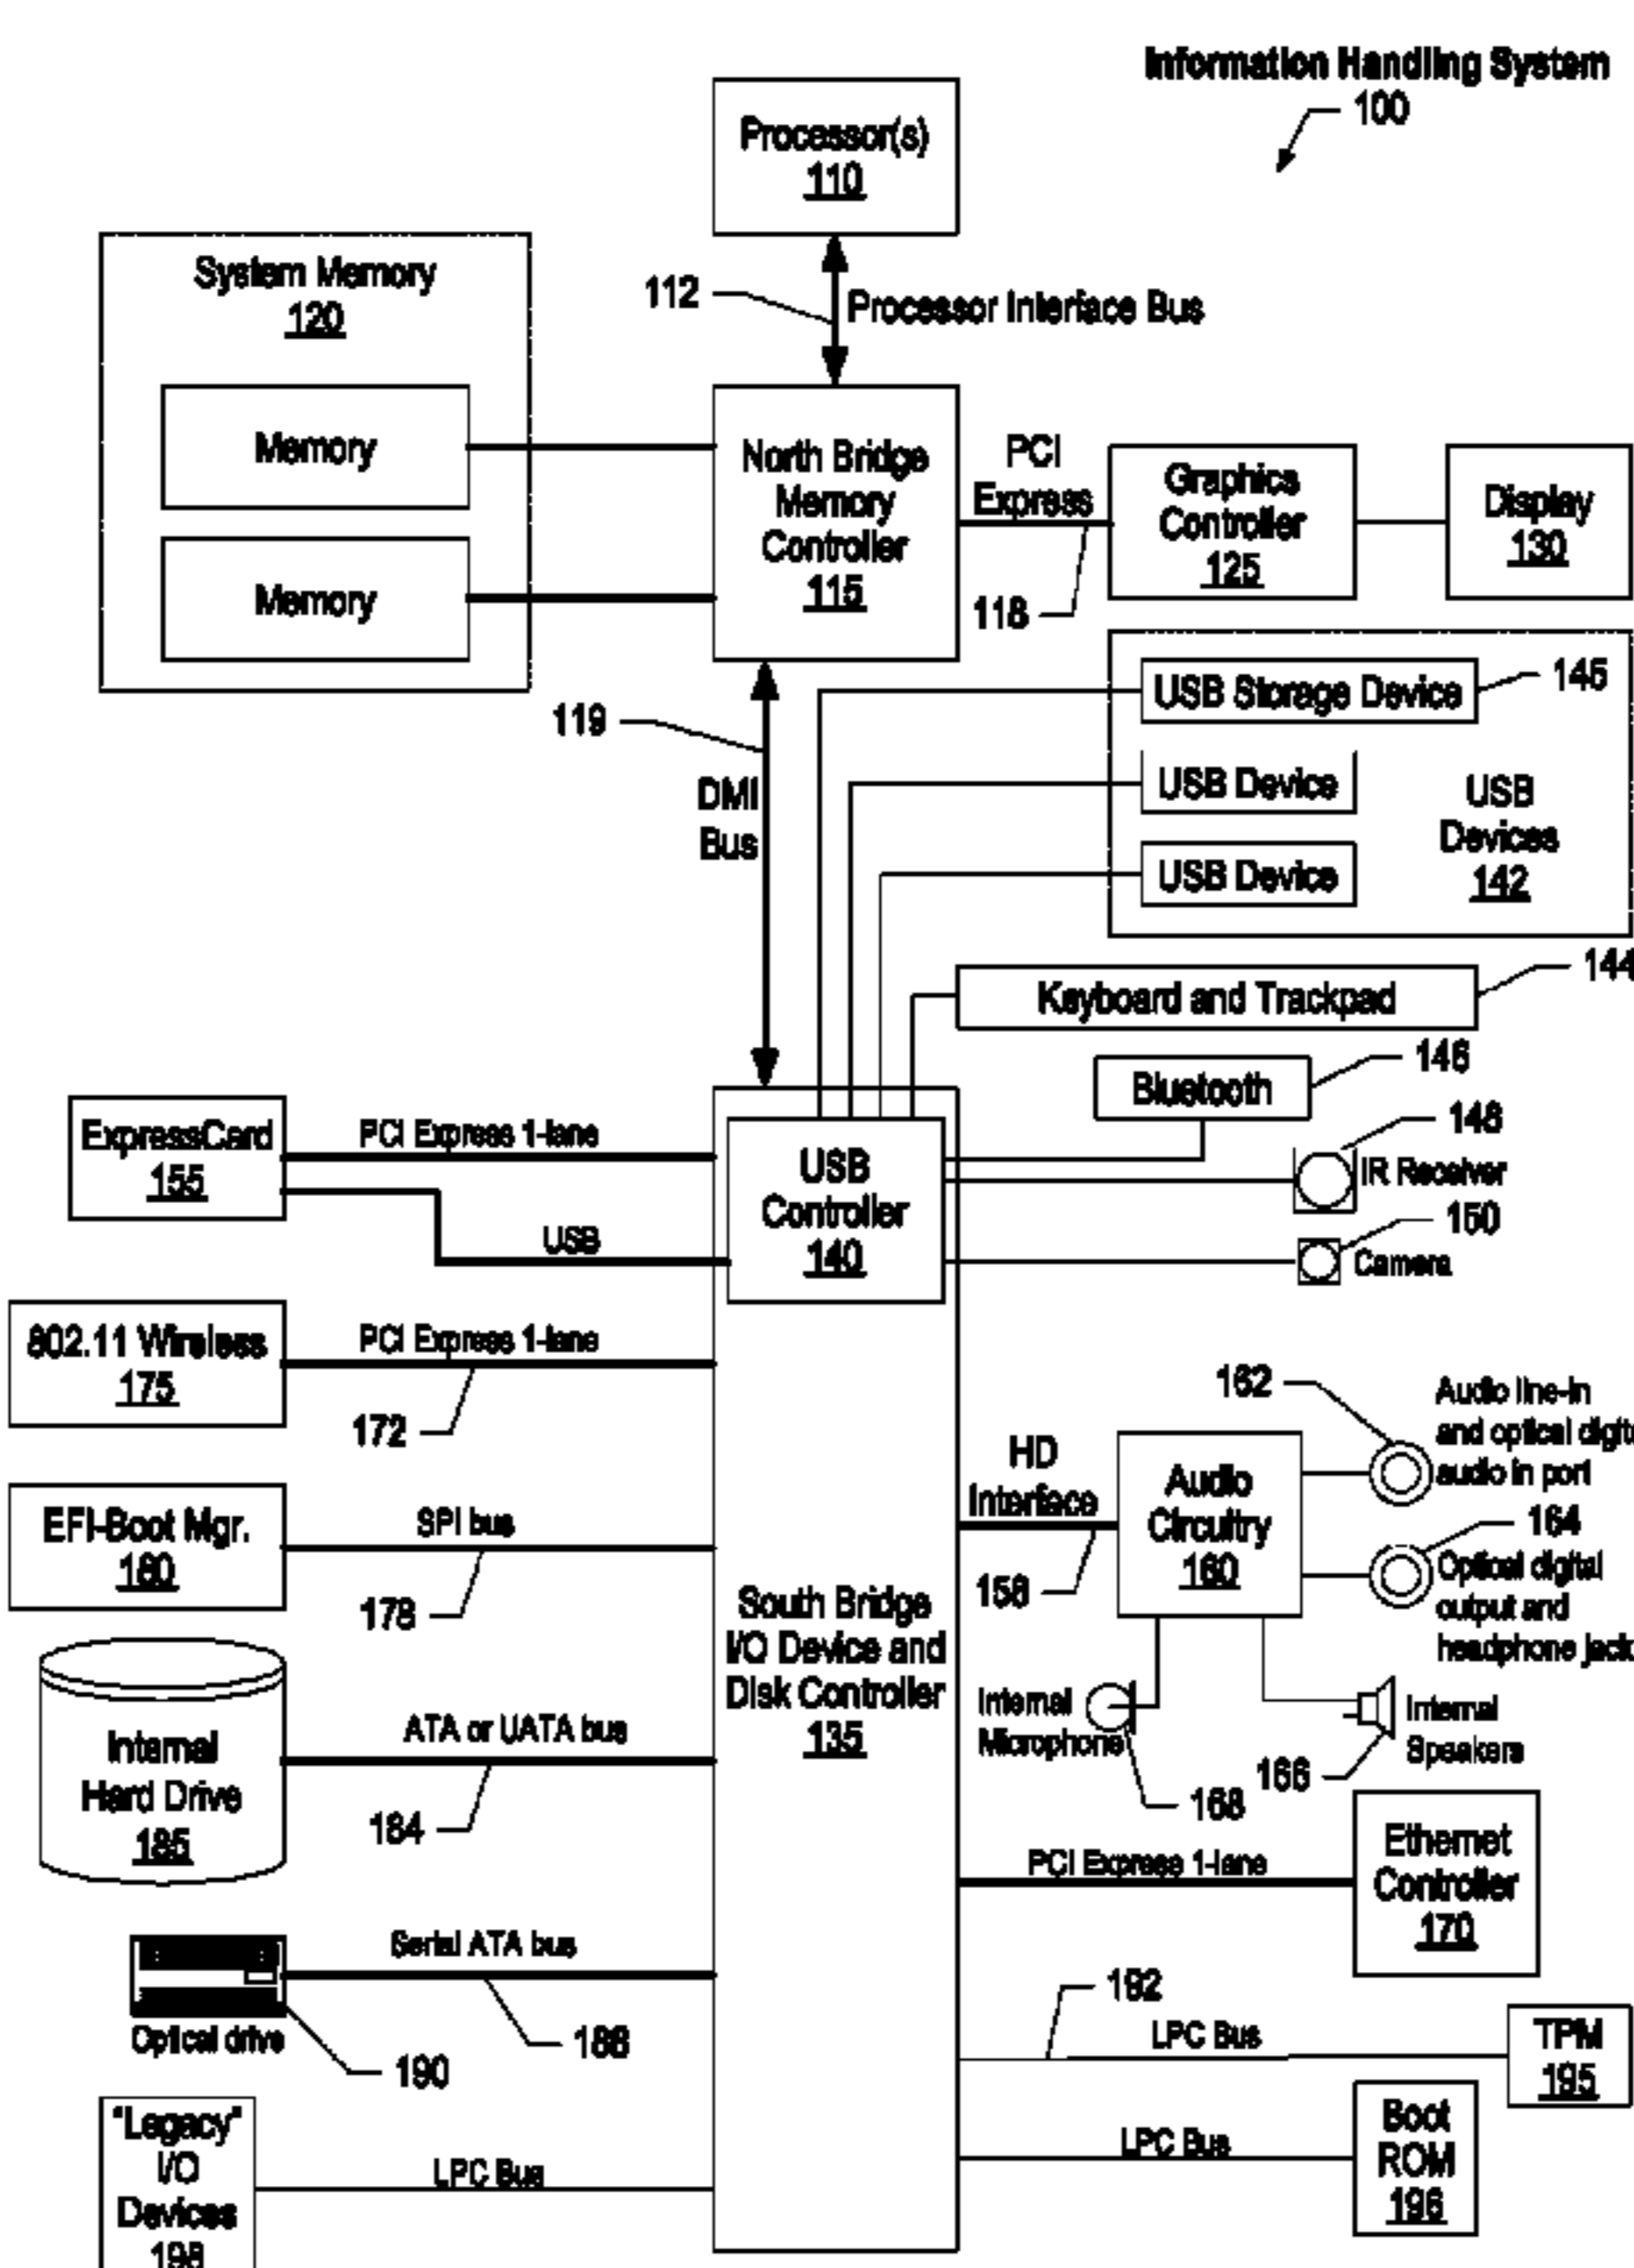 Information Handling System
100
Processor(s)
110
System Memory
120
112
Processor Interface Bus
Memory
Memory
North Bridge
Memory
Controller
115
PCI
Express
118
Graphics
Controller
125
Display
130
119
DMI
Bus
USB Storage Device
145
USB Device
USB Device
USB
Devices
142
144
Keyboard and Trackpad
146
Bluetooth
148
IR Receiver
150
Camera
ExpressCard
155
PCI Express 1-lane
USB
USB
Controller
140
802.11 Wireless
175
PCI Express 1-lane
172
162
Audio line-in
and optical digita
audio in port
HD
Interface
158
Audio
Circuitry
160
164
Optical digital
output and
headphone jack
EFI-Boot Mgr.
180
SPI bus
178
South Bridge
I/O Device and
Disk Controller
135
Internal
Microphone
168
166
Internal
Speakers
Internal
Hard Drive
185
ATA or UATA bus
184
PCI Express 1-lane
Ethernet
Controller
170
Optical drive
190
Serial ATA bus
188
192
LPC Bus
TPM
195
"Legacy"
I/O
Devices
198
LPC Bus
LPC Bus
Boot
ROM
196